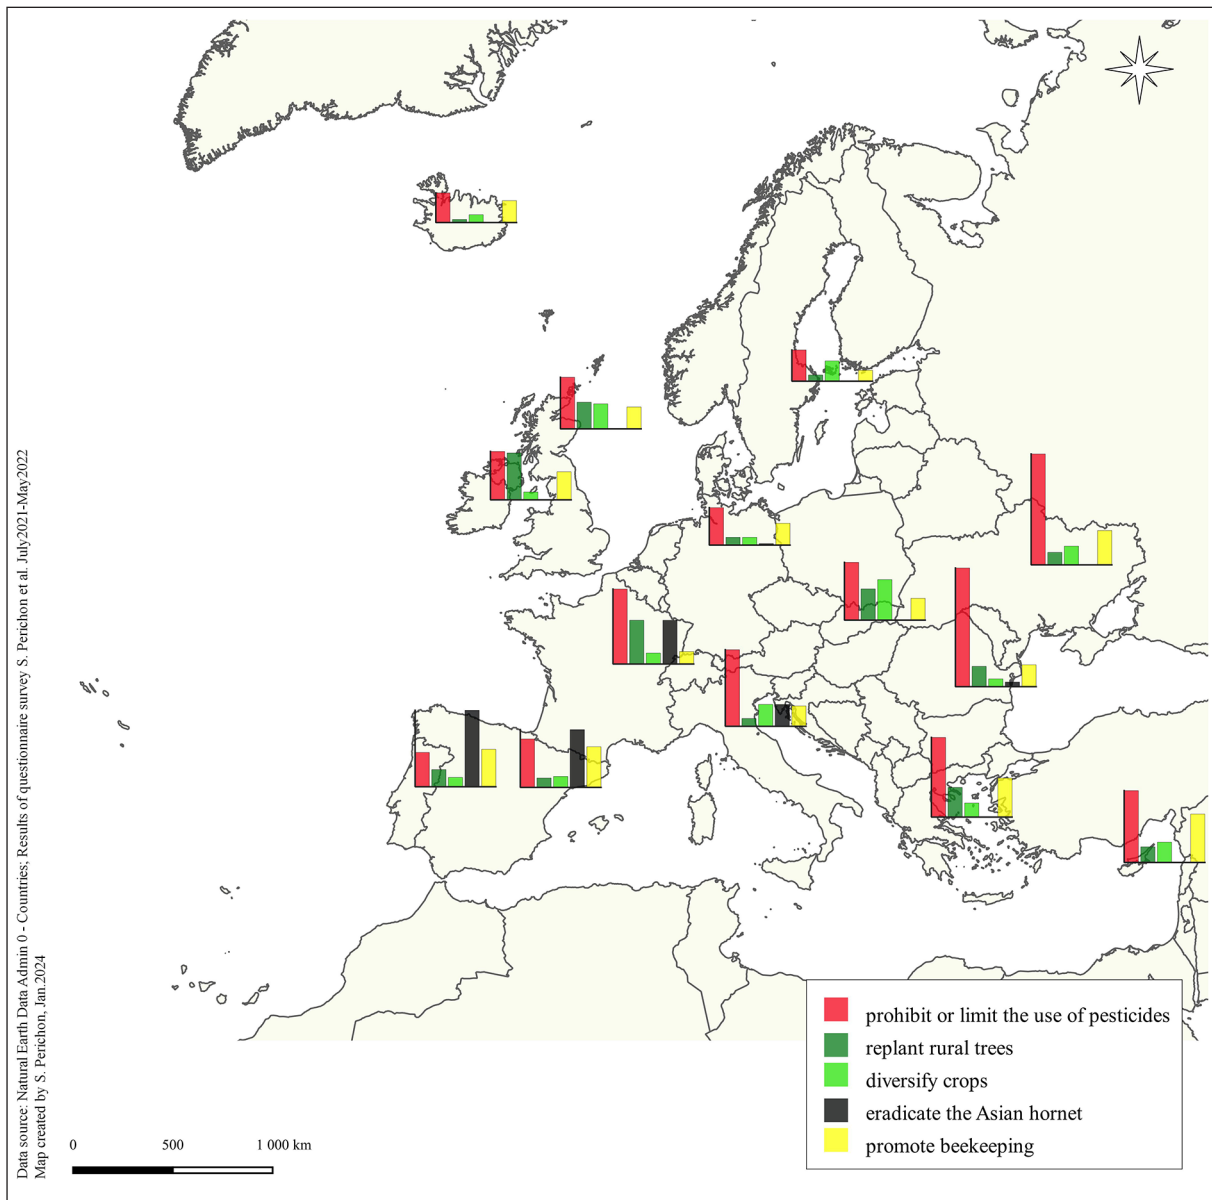 Data source: Natural Earth Data Admin 0 - Countries; Results of questionnaire survey S. Perichon et al. July2021-May2022
Map created by S. Perichon, Jan.2024
0 500 1 000 km
prohibit or limit the use of pesticides
replant rural trees
diversify crops
eradicate the Asian hornet
promote beekeeping